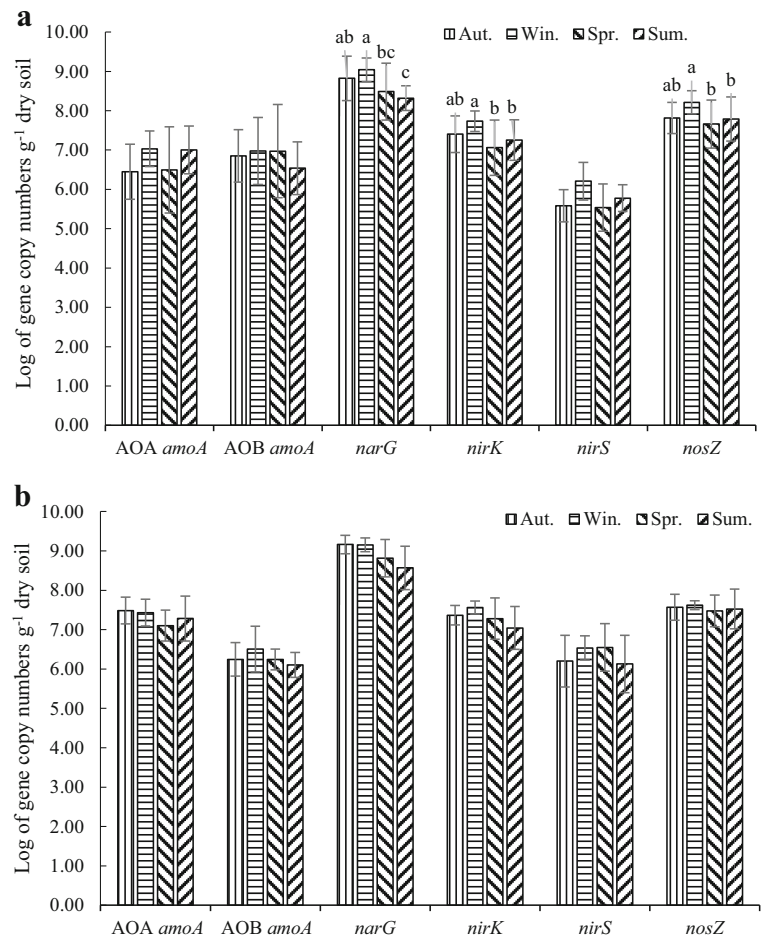 a
Log of gene copy numbers g-1 dry soil
10.00
9.00
8.00
7.00
6.00
5.00
4.00
3.00
2.00
1.00
0.00
Aut. Win. Spr. Sum.
ab a bc c
ab a b b
ab a b b
AOA amoA AOB amoA narG nirK nirS nosZ
b
Log of gene copy numbers g-1 dry soil
10.00
9.00
8.00
7.00
6.00
5.00
4.00
3.00
2.00
1.00
0.00
Aut. Win. Spr. Sum.
AOA amoA AOB amoA narG nirK nirS nosZ